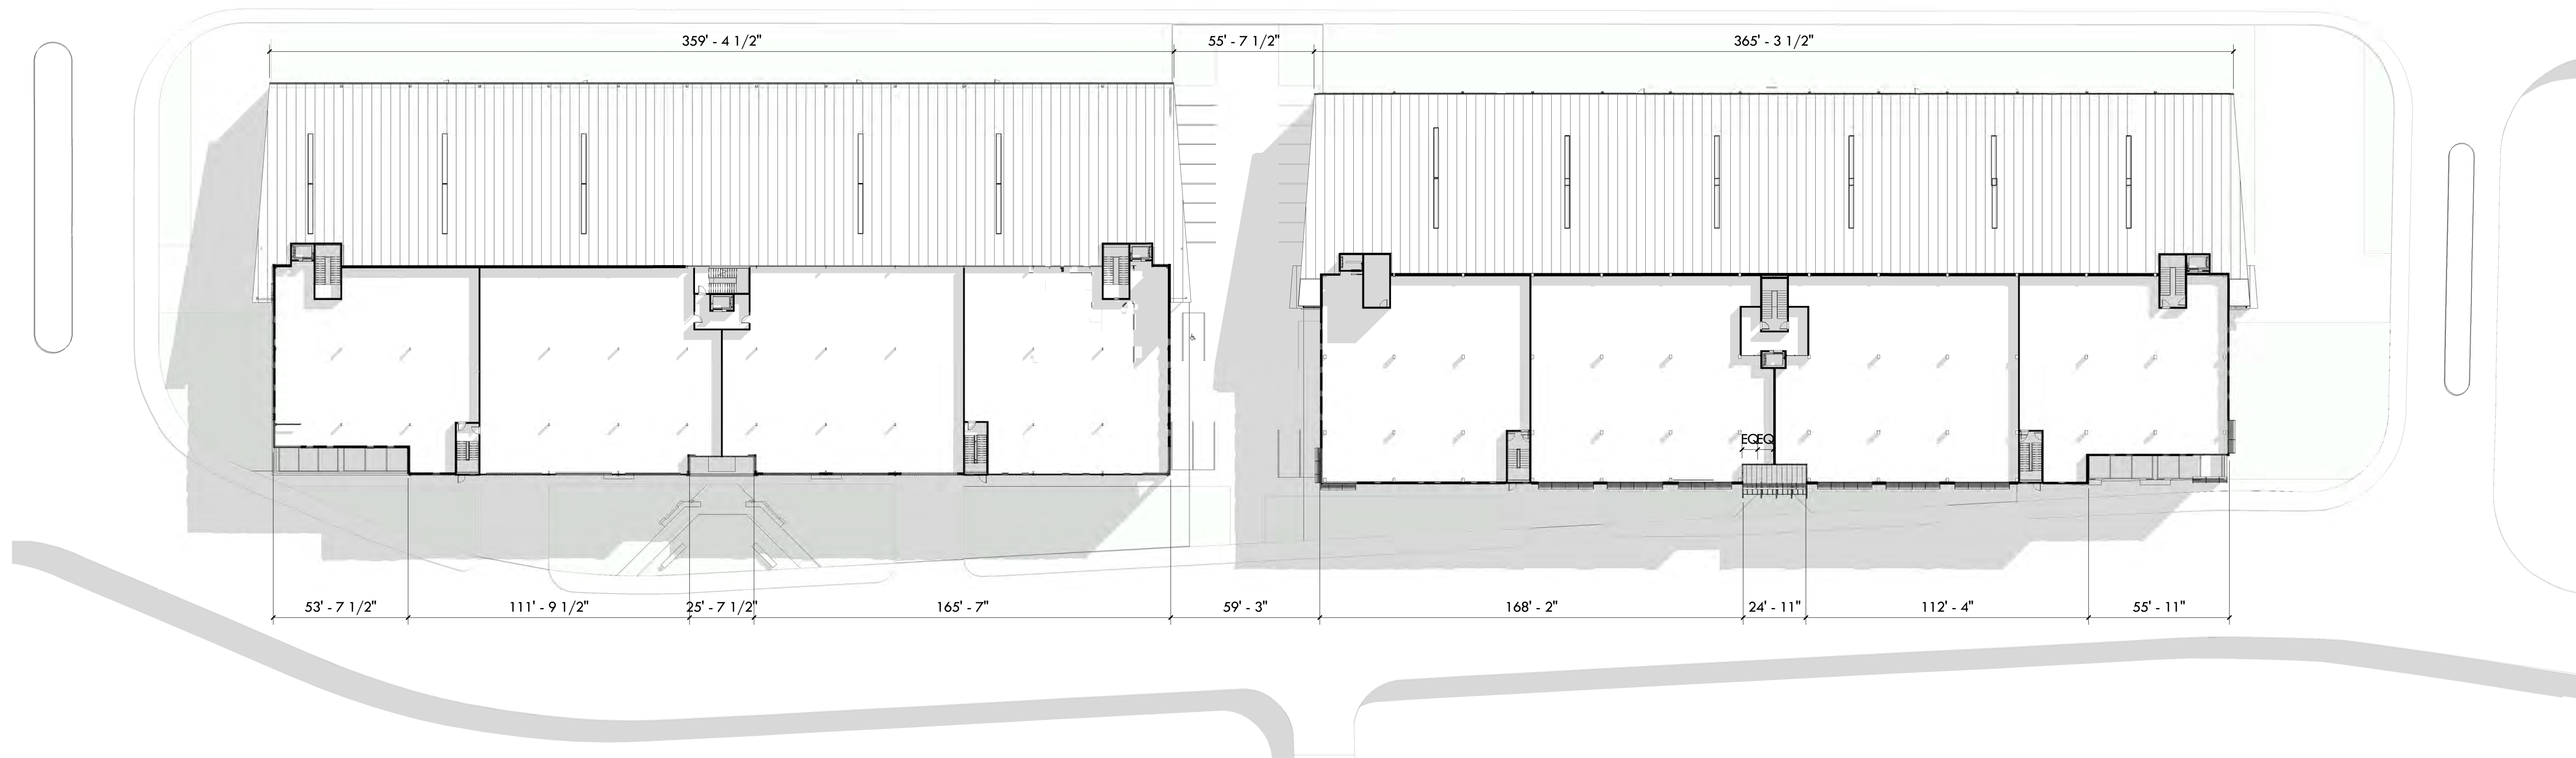 359' - 4 1/2"
55' - 7 1/2"
365' - 3 1/2"
EQ
EQ
53' - 7 1/2"
111' - 9 1/2"
25' - 7 1/2"
165' - 7"
59' - 3"
168' - 2"
24' - 11"
112' - 4"
55' - 11"